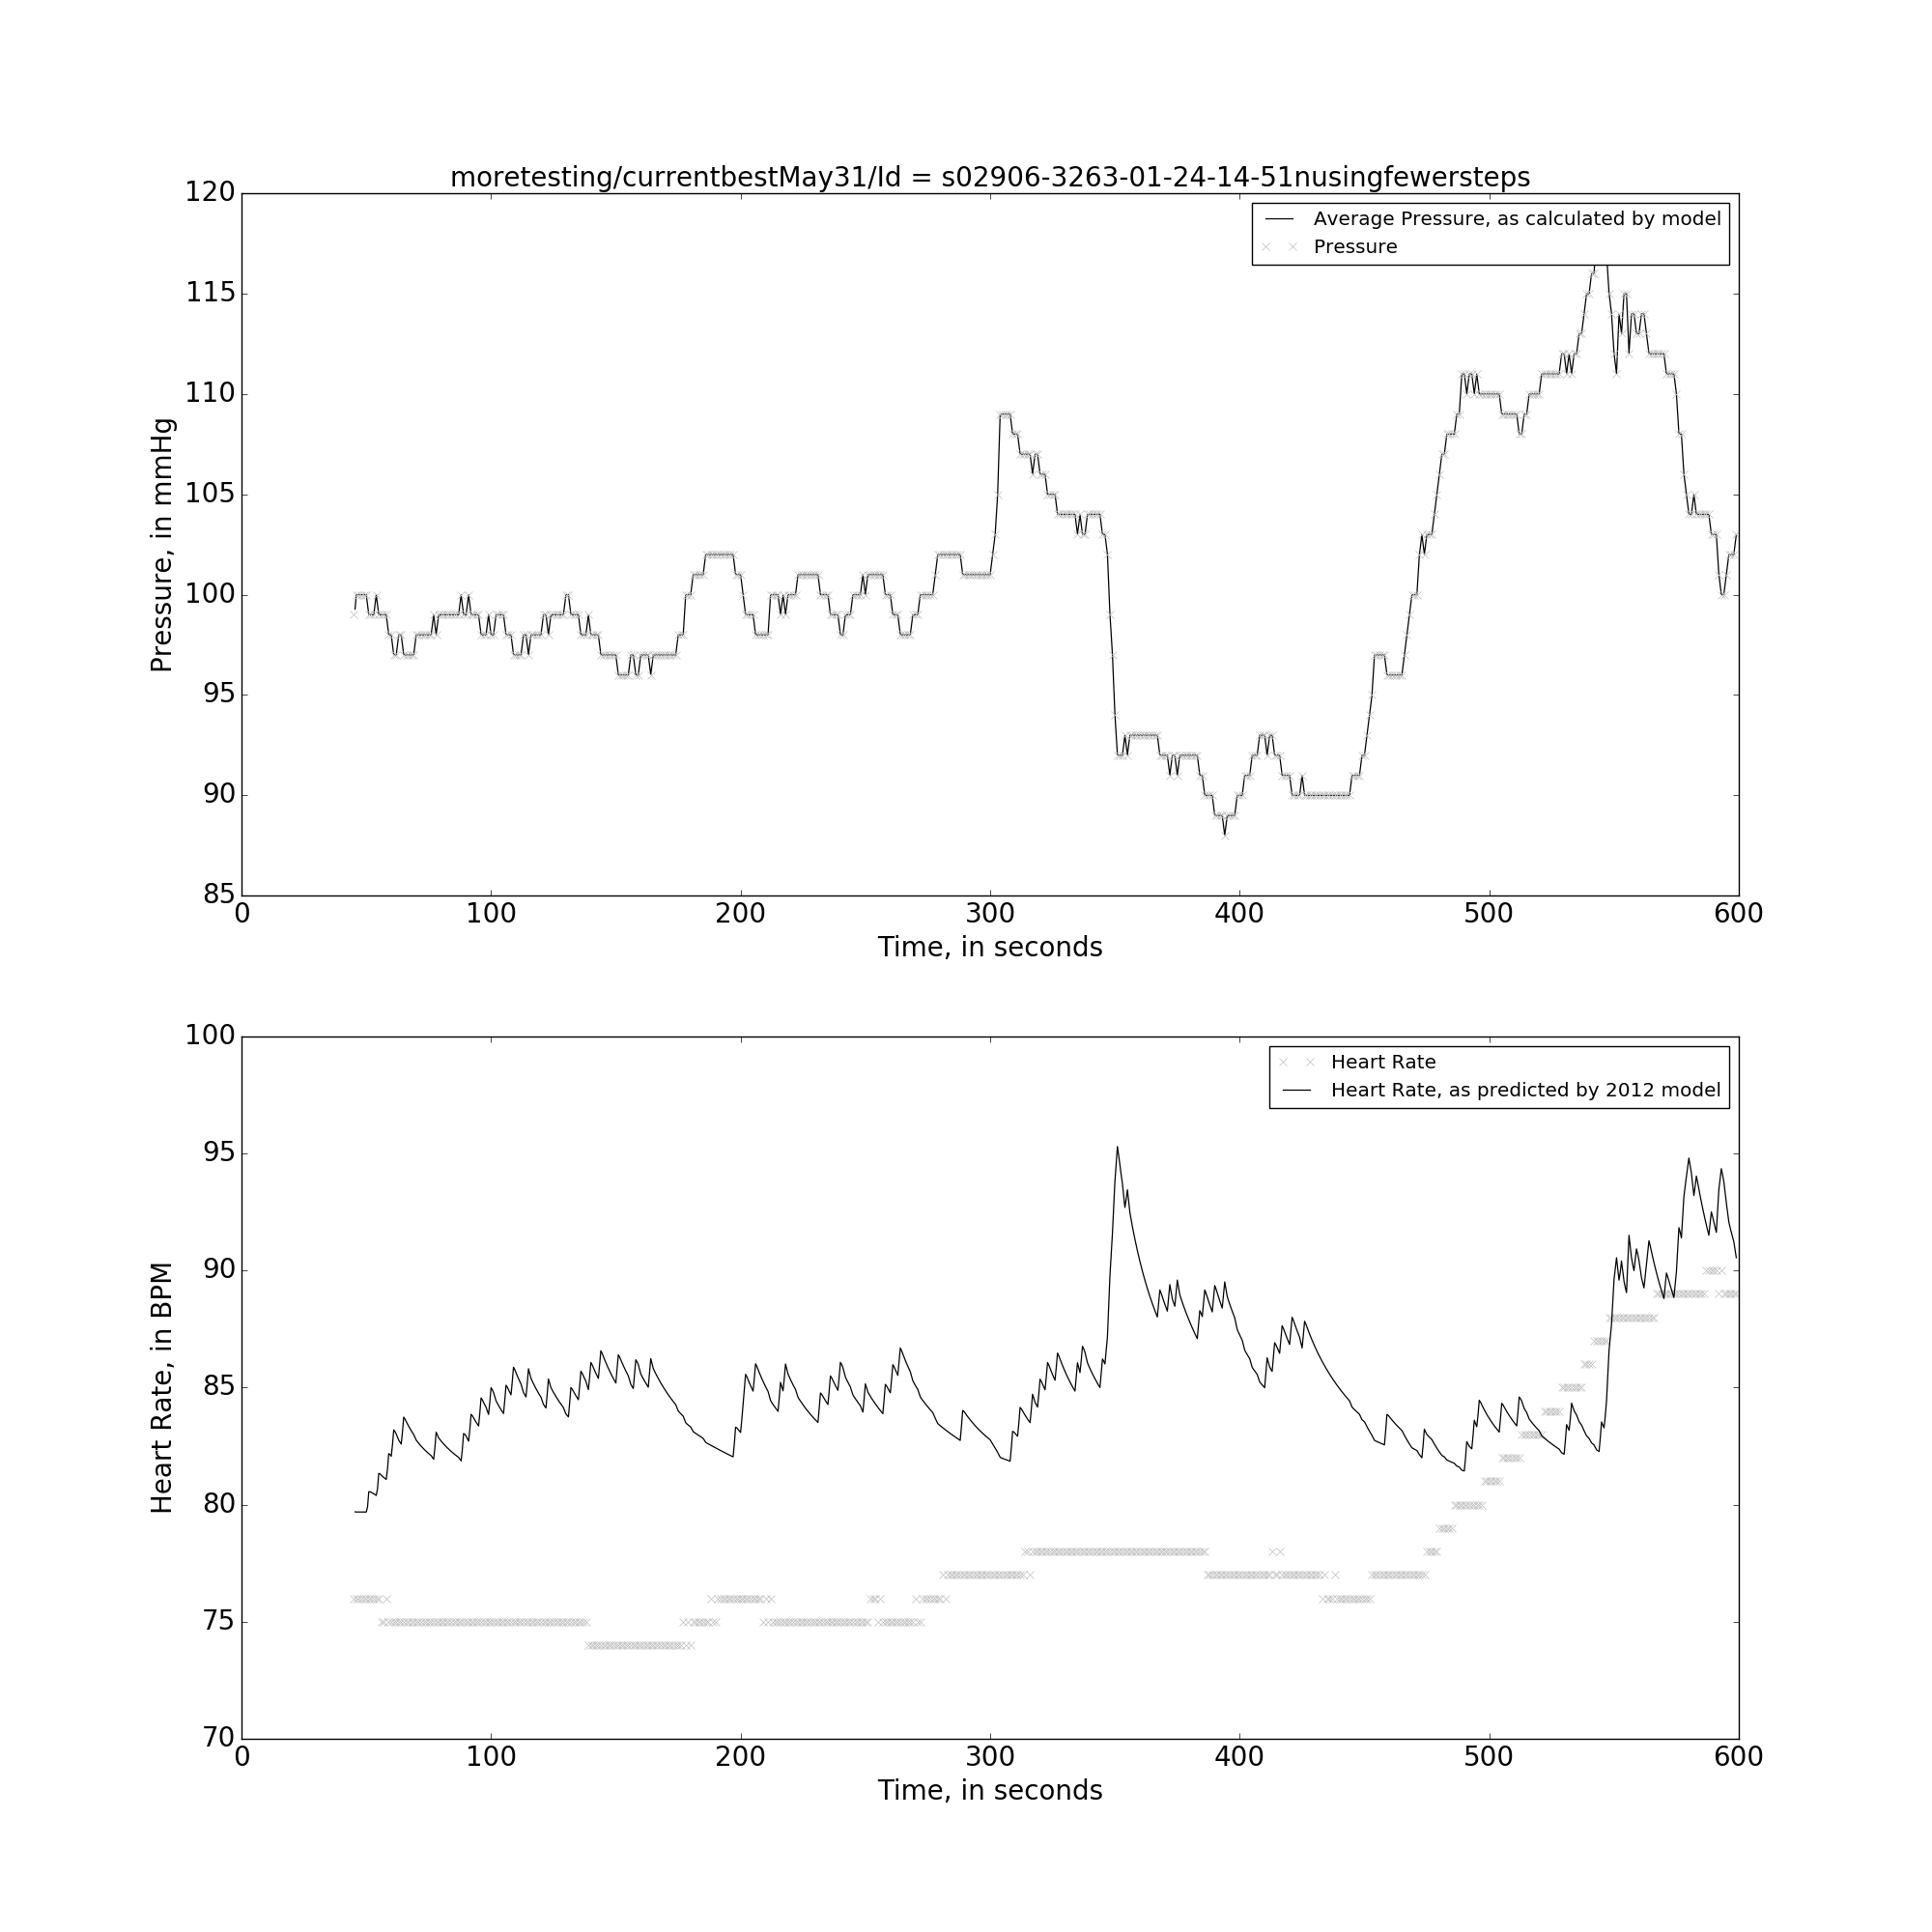 moretesting/currentbestMay31/Id = s02906-3263-01-24-14-51nusingfewersteps
120
115
110
105
100
95
90
85
Pressure, in mmHg
Average Pressure, as calculated by model
Pressure
0 100 200 300 400 500 600
Time, in seconds
100
95
90
85
80
75
70
Heart Rate, in BPM
Heart Rate
Heart Rate, as predicted by 2012 model
0 100 200 300 400 500 600
Time, in seconds